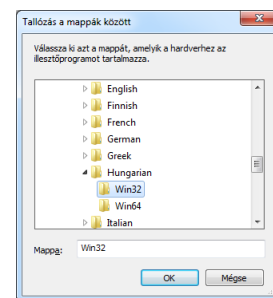 Tallózás a mappák között
Válassza ki azt a mappát, amelyik a hardverhez az
illesztőprogramot tartalmazza.
English
Finnish
French
German
Greek
Hungarian
Win32
Win64
Italian
Mappa: Win32
OK Mégse